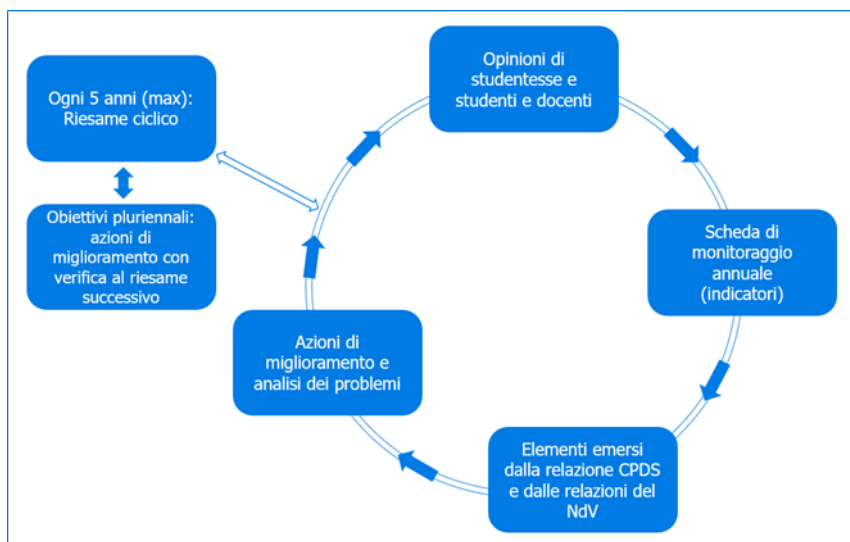 Ogni 5 anni (max):
Riesame ciclico
Obiettivi pluriennali:
azioni di
miglioramento con
verifica al riesame
successivo
Opinioni di
studentesse e
studenti e docenti
Scheda di
monitoraggio
annuale
(indicatori)
Elementi emersi
dalla relazione CPDS
e dalle relazioni del
NdV
Azioni di
miglioramento e
analisi dei problemi